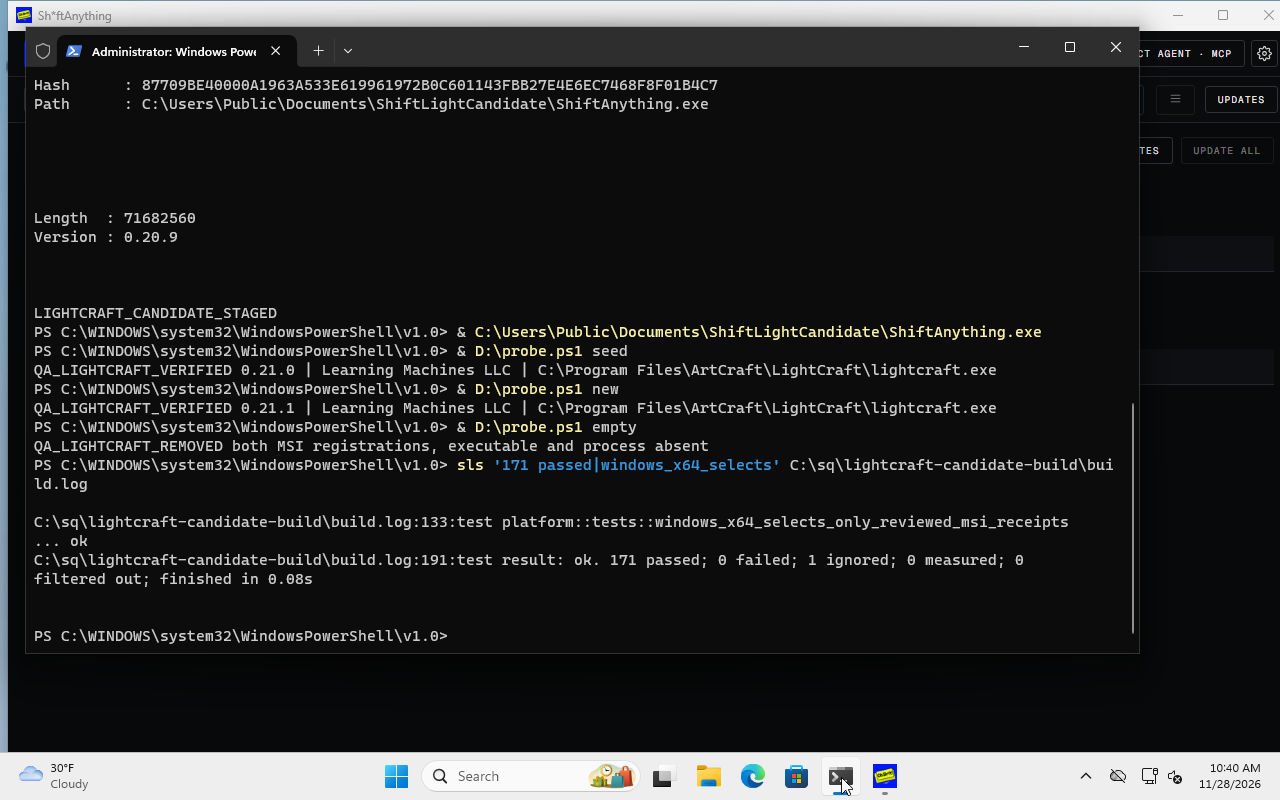 Sh*ftAnything
Administrator: Windows Powe
CT AGENT · MCP
UPDATES
TES
UPDATE ALL
Hash      : 87709BE40000A1963A533E619961972B0C601143FBB27E4E6EC7468F8F01B4C7
Path      : C:\Users\Public\Documents\ShiftLightCandidate\ShiftAnything.exe
Length  : 71682560
Version : 0.20.9
LIGHTCRAFT_CANDIDATE_STAGED
PS C:\WINDOWS\system32\WindowsPowerShell\v1.0> & C:\Users\Public\Documents\ShiftLightCandidate\ShiftAnything.exe
PS C:\WINDOWS\system32\WindowsPowerShell\v1.0> & D:\probe.ps1 seed
QA_LIGHTCRAFT_VERIFIED 0.21.0 | Learning Machines LLC | C:\Program Files\ArtCraft\LightCraft\lightcraft.exe
PS C:\WINDOWS\system32\WindowsPowerShell\v1.0> & D:\probe.ps1 new
QA_LIGHTCRAFT_VERIFIED 0.21.1 | Learning Machines LLC | C:\Program Files\ArtCraft\LightCraft\lightcraft.exe
PS C:\WINDOWS\system32\WindowsPowerShell\v1.0> & D:\probe.ps1 empty
QA_LIGHTCRAFT_REMOVED both MSI registrations, executable and process absent
PS C:\WINDOWS\system32\WindowsPowerShell\v1.0> sls '171 passed|windows_x64_selects' C:\sq\lightcraft-candidate-build\bui
ld.log
C:\sq\lightcraft-candidate-build\build.log:133:test platform::tests::windows_x64_selects_only_reviewed_msi_receipts
... ok
C:\sq\lightcraft-candidate-build\build.log:191:test result: ok. 171 passed; 0 failed; 1 ignored; 0 measured; 0
filtered out; finished in 0.08s
PS C:\WINDOWS\system32\WindowsPowerShell\v1.0>
30°F
Cloudy
Search
10:40 AM
11/28/2026